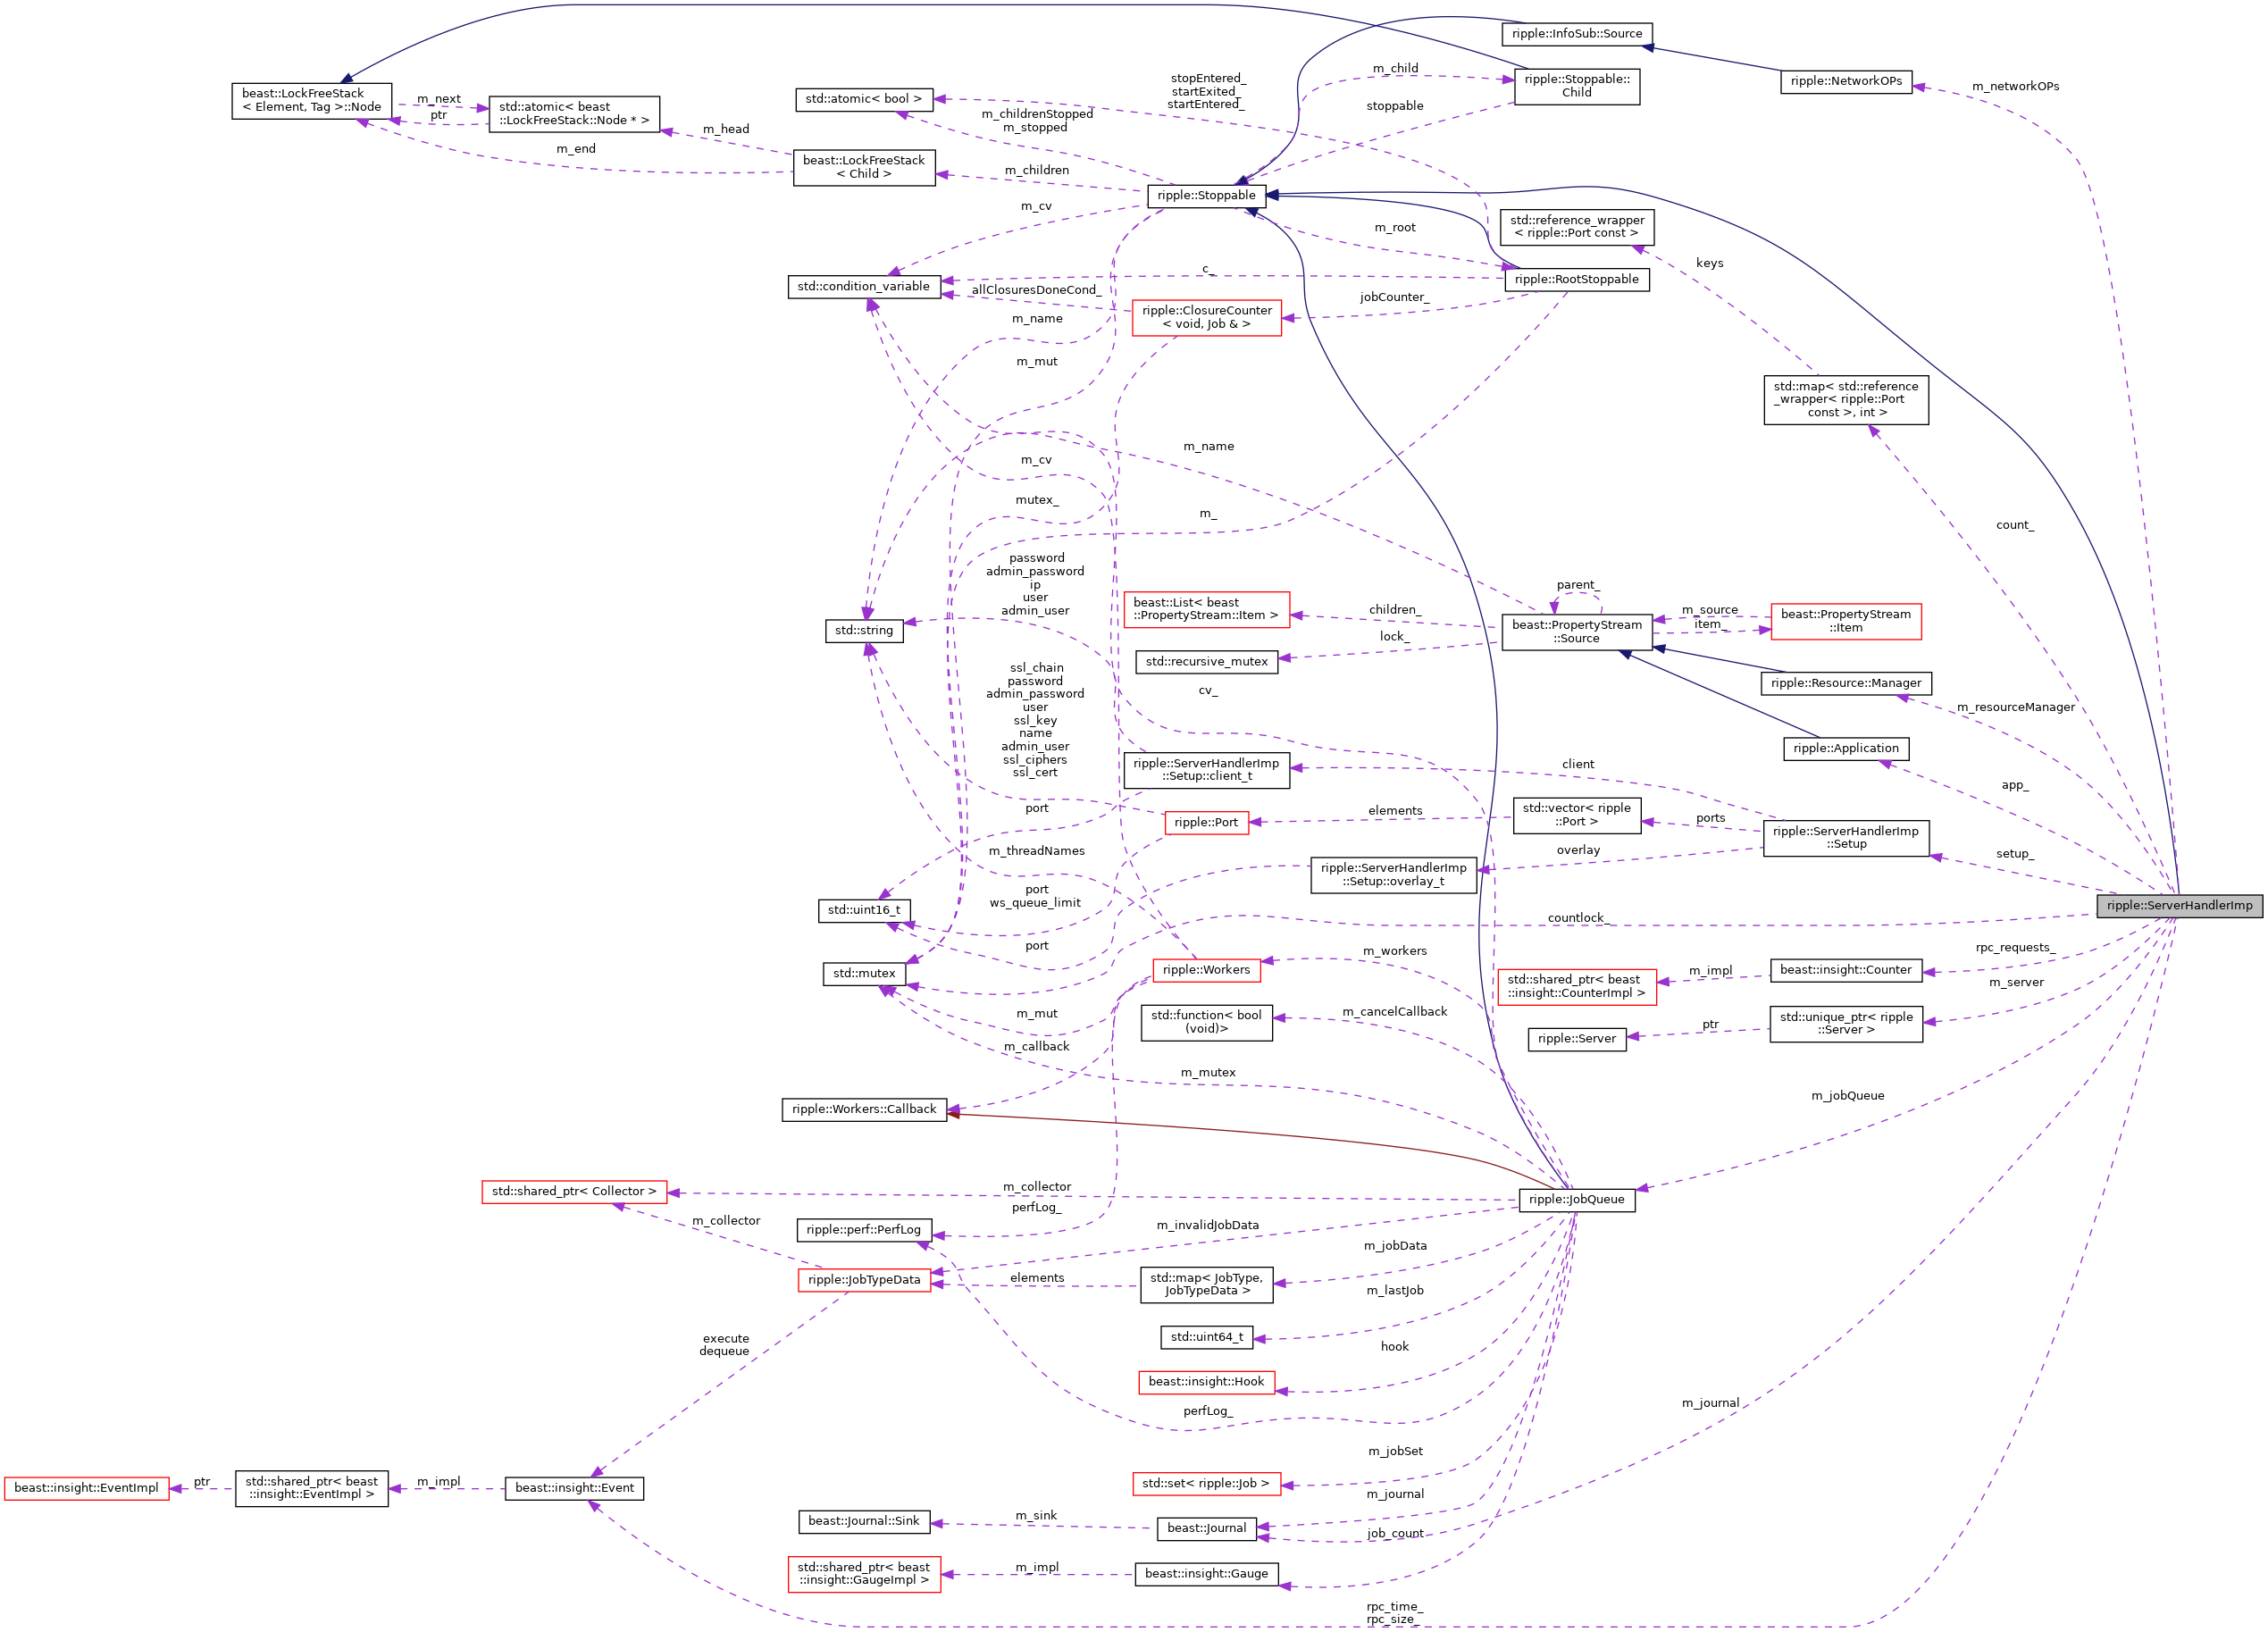 ripple::InfoSub::Source
ripple::NetworkOPs
m_networkOPs
ripple::Stoppable::
Child
m_child
stoppable
stopEntered_
startExited_
startEntered_
std::atomic< bool >
m_childrenStopped
m_stopped
beast::LockFreeStack
< Element, Tag >::Node
m_next
ptr
std::atomic< beast
::LockFreeStack::Node * >
m_head
m_end
beast::LockFreeStack
< Child >
m_children
ripple::Stoppable
m_cv
m_root
std::reference_wrapper
< ripple::Port const >
keys
c_
ripple::RootStoppable
std::condition_variable
allClosuresDoneCond_
ripple::ClosureCounter
< void, Job & >
jobCounter_
m_name
m_mut
std::map< std::reference
_wrapper< ripple::Port
const >, int >
m_name
m_cv
mutex_
m_
count_
password
admin_password
ip
user
admin_user
std::string
beast::List< beast
::PropertyStream::Item >
children_
parent_
beast::PropertyStream
::Source
m_source
item_
beast::PropertyStream
::Item
lock_
std::recursive_mutex
ripple::Resource::Manager
m_resourceManager
cv_
ssl_chain
password
admin_password
user
ssl_key
name
admin_user
ssl_ciphers
ssl_cert
ripple::Application
app_
ripple::ServerHandlerImp
::Setup::client_t
client
port
ripple::Port
elements
std::vector< ripple
::Port >
ports
ripple::ServerHandlerImp
::Setup
setup_
overlay
m_threadNames
ripple::ServerHandlerImp
::Setup::overlay_t
port
ws_queue_limit
std::uint16_t
countlock_
ripple::ServerHandlerImp
port
std::mutex
ripple::Workers
m_workers
rpc_requests_
beast::insight::Counter
m_impl
std::shared_ptr< beast
::insight::CounterImpl >
m_server
m_mut
std::function< bool
(void)>
m_cancelCallback
std::unique_ptr< ripple
::Server >
ptr
ripple::Server
m_callback
m_mutex
m_jobQueue
ripple::Workers::Callback
std::shared_ptr< Collector >
m_collector
perfLog_
ripple::JobQueue
m_collector
ripple::perf::PerfLog
m_invalidJobData
m_jobData
ripple::JobTypeData
elements
std::map< JobType,
JobTypeData >
m_lastJob
std::uint64_t
execute
dequeue
hook
beast::insight::Hook
perfLog_
m_journal
m_jobSet
beast::insight::EventImpl
ptr
std::shared_ptr< beast
::insight::EventImpl >
m_impl
beast::insight::Event
std::set< ripple::Job >
m_journal
beast::Journal::Sink
m_sink
beast::Journal
job_count
std::shared_ptr< beast
::insight::GaugeImpl >
m_impl
beast::insight::Gauge
rpc_time_
rpc_size_